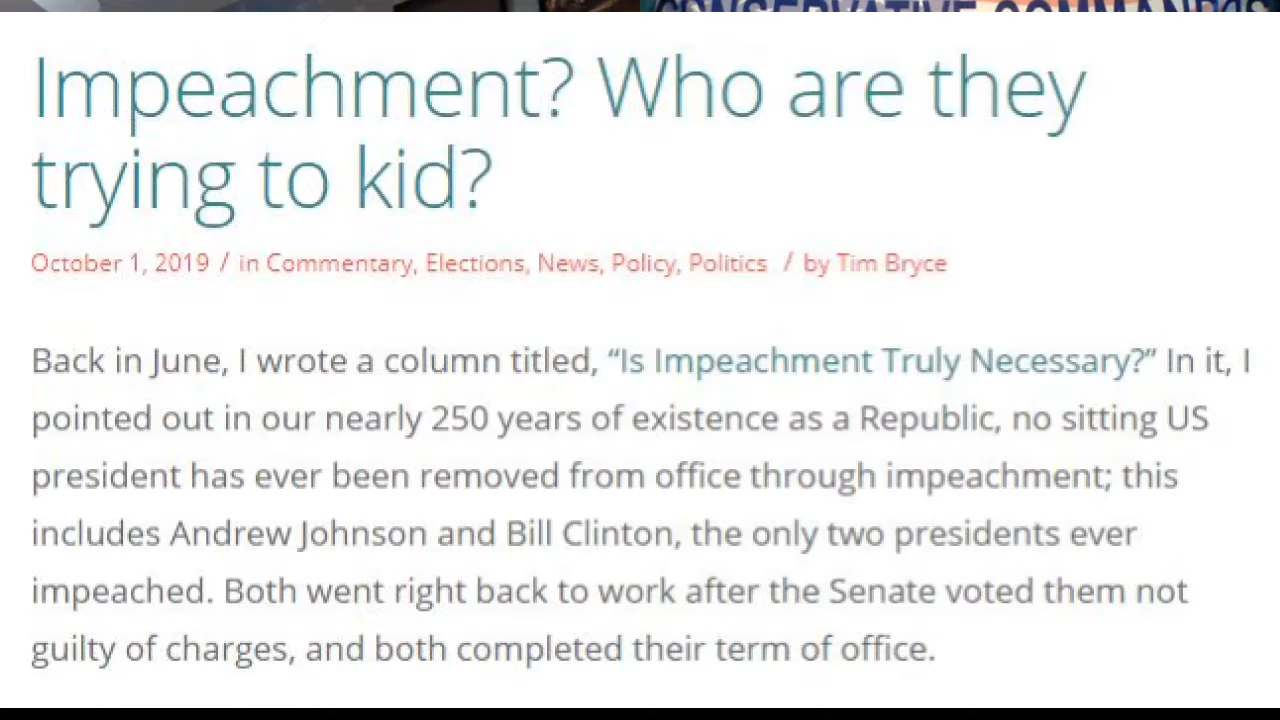 CONSERVATIVE COMMANDOS
Impeachment? Who are they
trying to kid?
October 1, 2019 / in Commentary, Elections, News, Policy, Politics / by Tim Bryce
Back in June, I wrote a column titled, “Is Impeachment Truly Necessary?” In it, I
pointed out in our nearly 250 years of existence as a Republic, no sitting US
president has ever been removed from office through impeachment; this
includes Andrew Johnson and Bill Clinton, the only two presidents ever
impeached. Both went right back to work after the Senate voted them not
guilty of charges, and both completed their term of office.